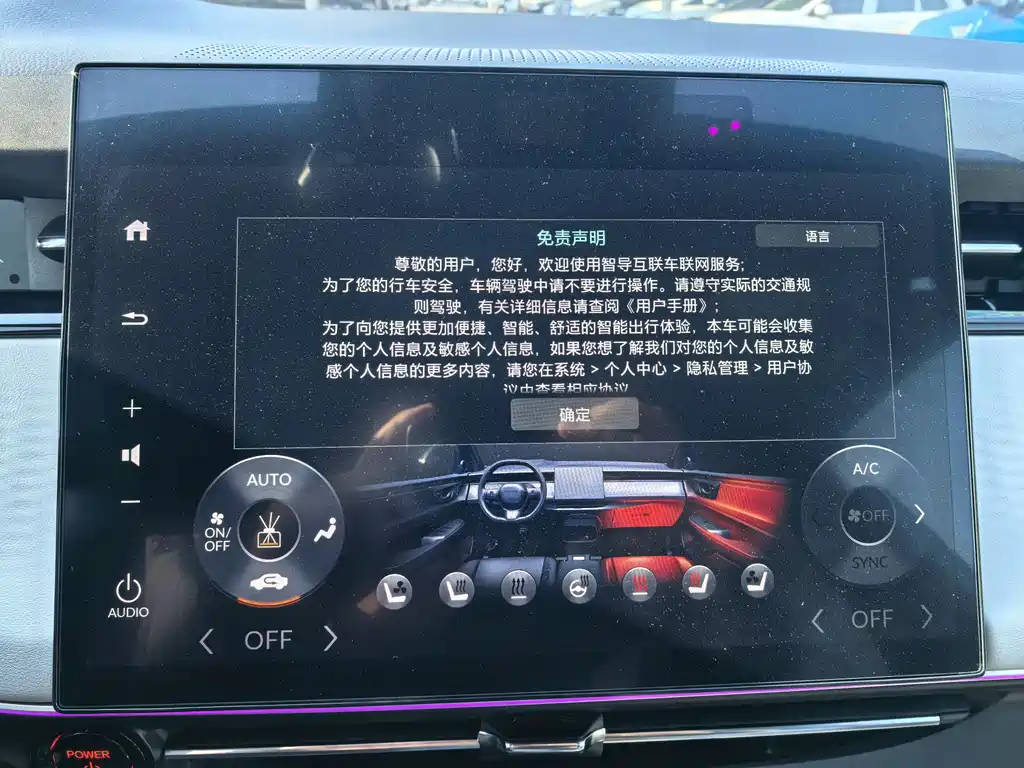 免责声明
语言
尊敬的用户，您好，欢迎使用智导互联车联网服务;
为了您的行车安全，车辆驾驶中请不要进行操作。请遵守实际的交通规
则驾驶，有关详细信息请查阅《用户手册》;
为了向您提供更加便捷、智能、舒适的智能出行体验，本车可能会收集
您的个人信息及敏感个人信息，如果您想了解我们对您的个人信息及敏
感个人信息的更多内容，请您在系统 > 个人中心 > 隐私管理 > 用户协
议中查看相应协议
确定
AUTO
ON/
OFF
A/C
OFF
SYNC
AUDIO
OFF
OFF
POWER